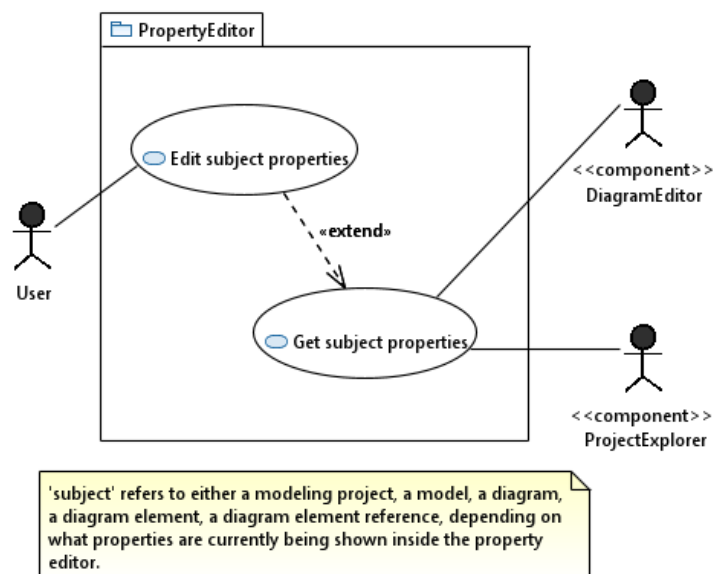 PropertyEditor
Edit subject properties
<<component>>
DiagramEditor
«extend»
User
Get subject properties
<<component>>
ProjectExplorer
'subject' refers to either a modeling project, a model, a diagram,
a diagram element, a diagram element reference, depending on
what properties are currently being shown inside the property
editor.